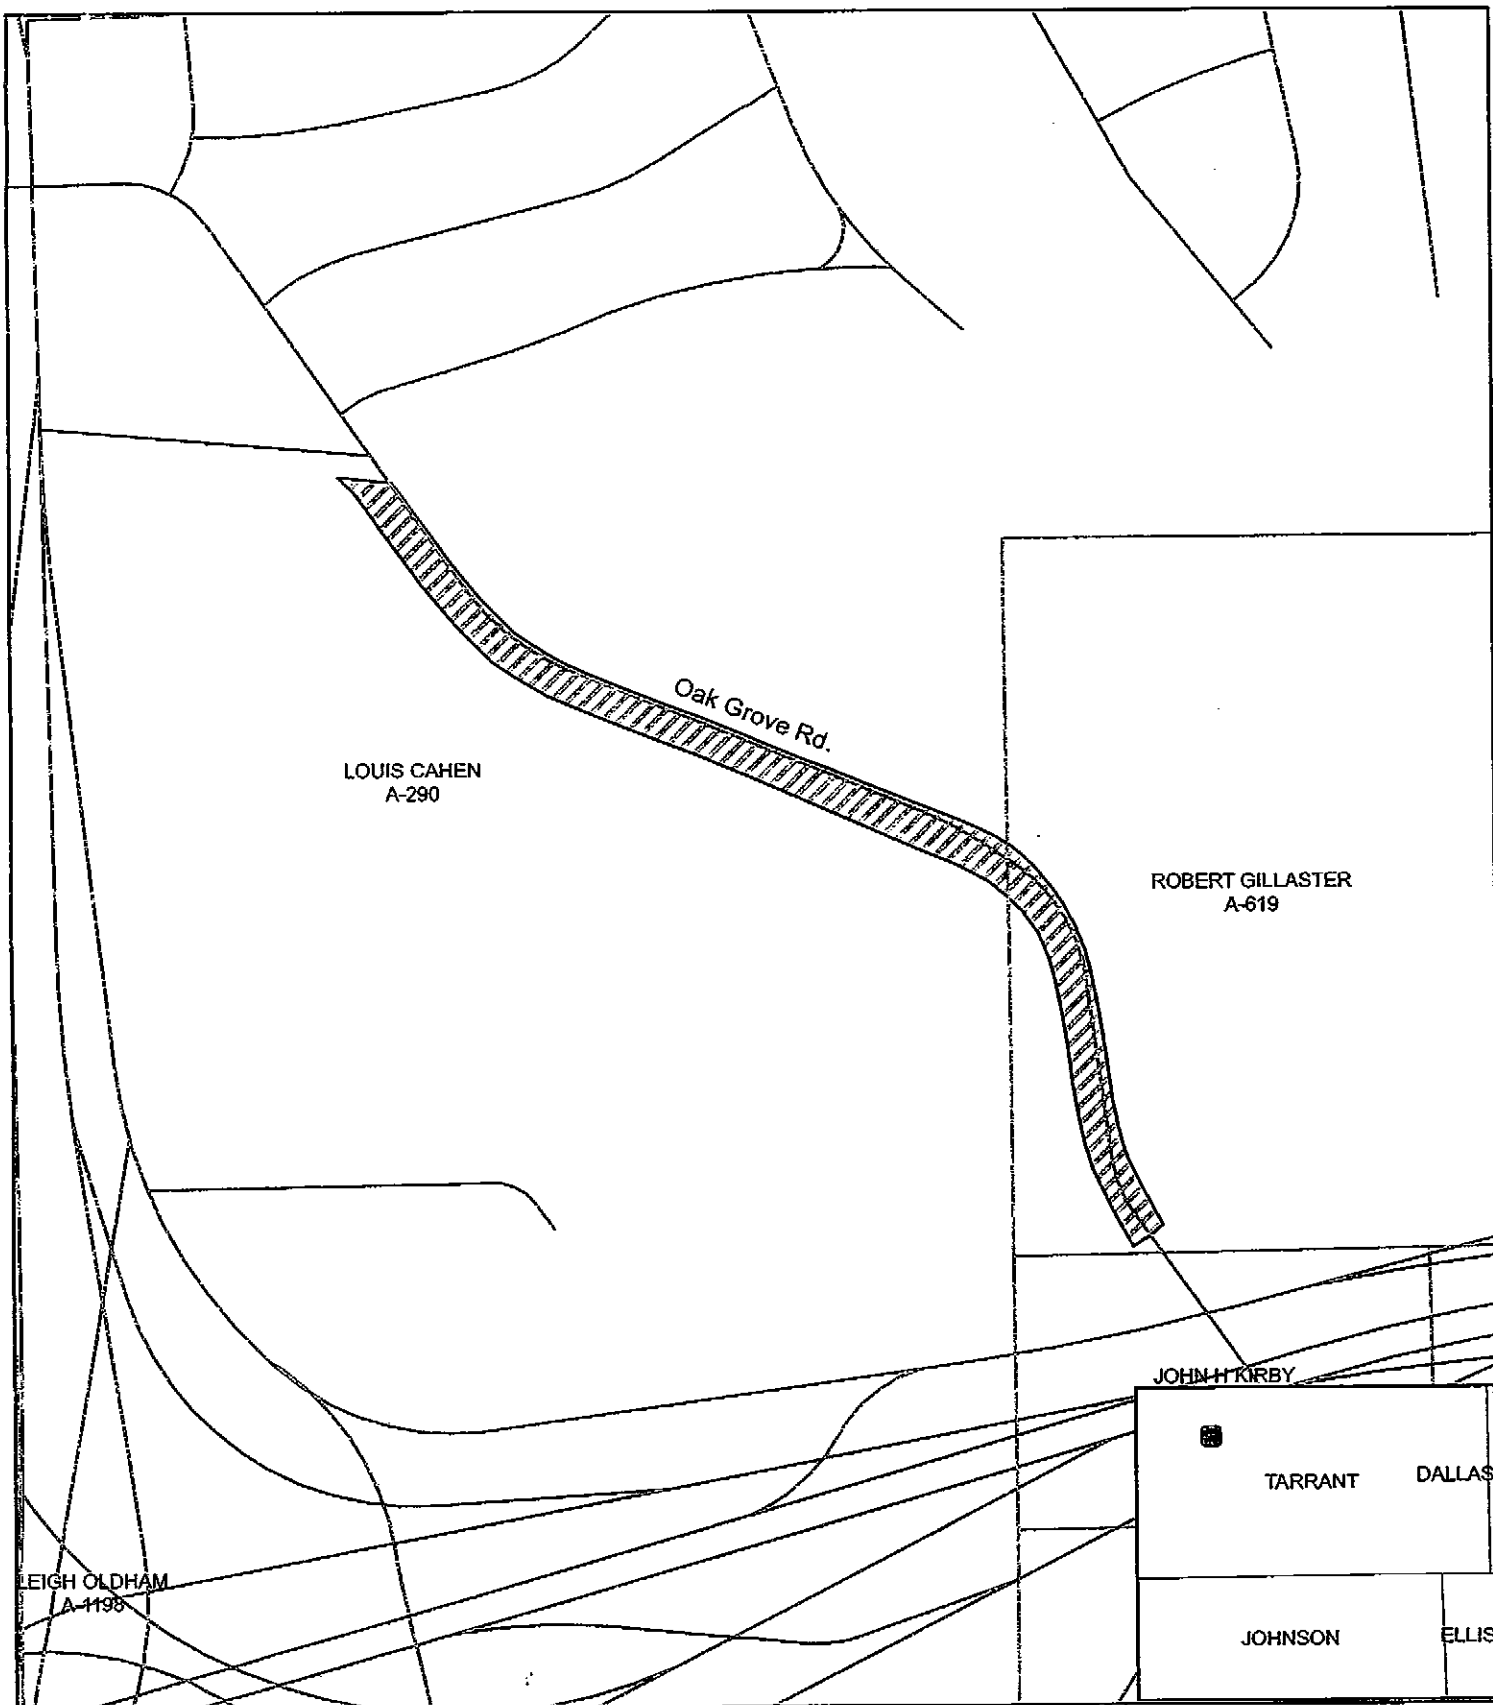 Oak Grove Rd.
LOUIS CAHEN
A-290
ROBERT GILLASTER
A-619
JOHN H KIRBY
TARRANT
DALLAS
LEIGH OLDHAM
A-1198
JOHNSON
ELLIS